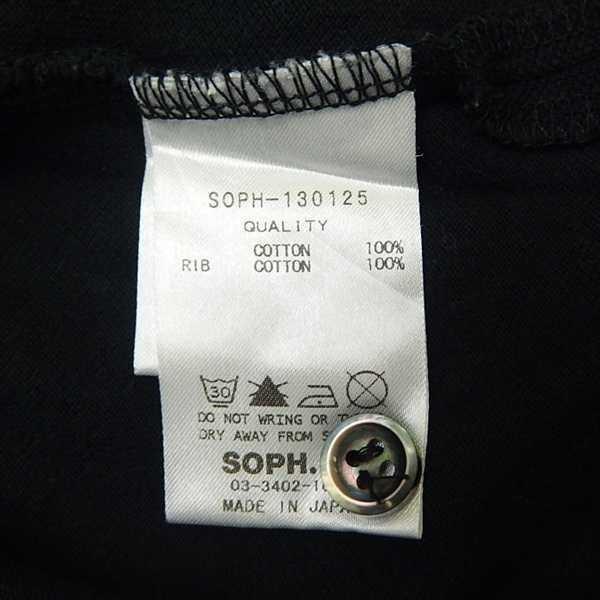 SOPH-130125
QUALITY
COTTON 100%
RIB COTTON 100%
30
DO NOT WRING OR
DRY AWAY FROM
SOPH.
03-3402-
MADE IN JAPAN